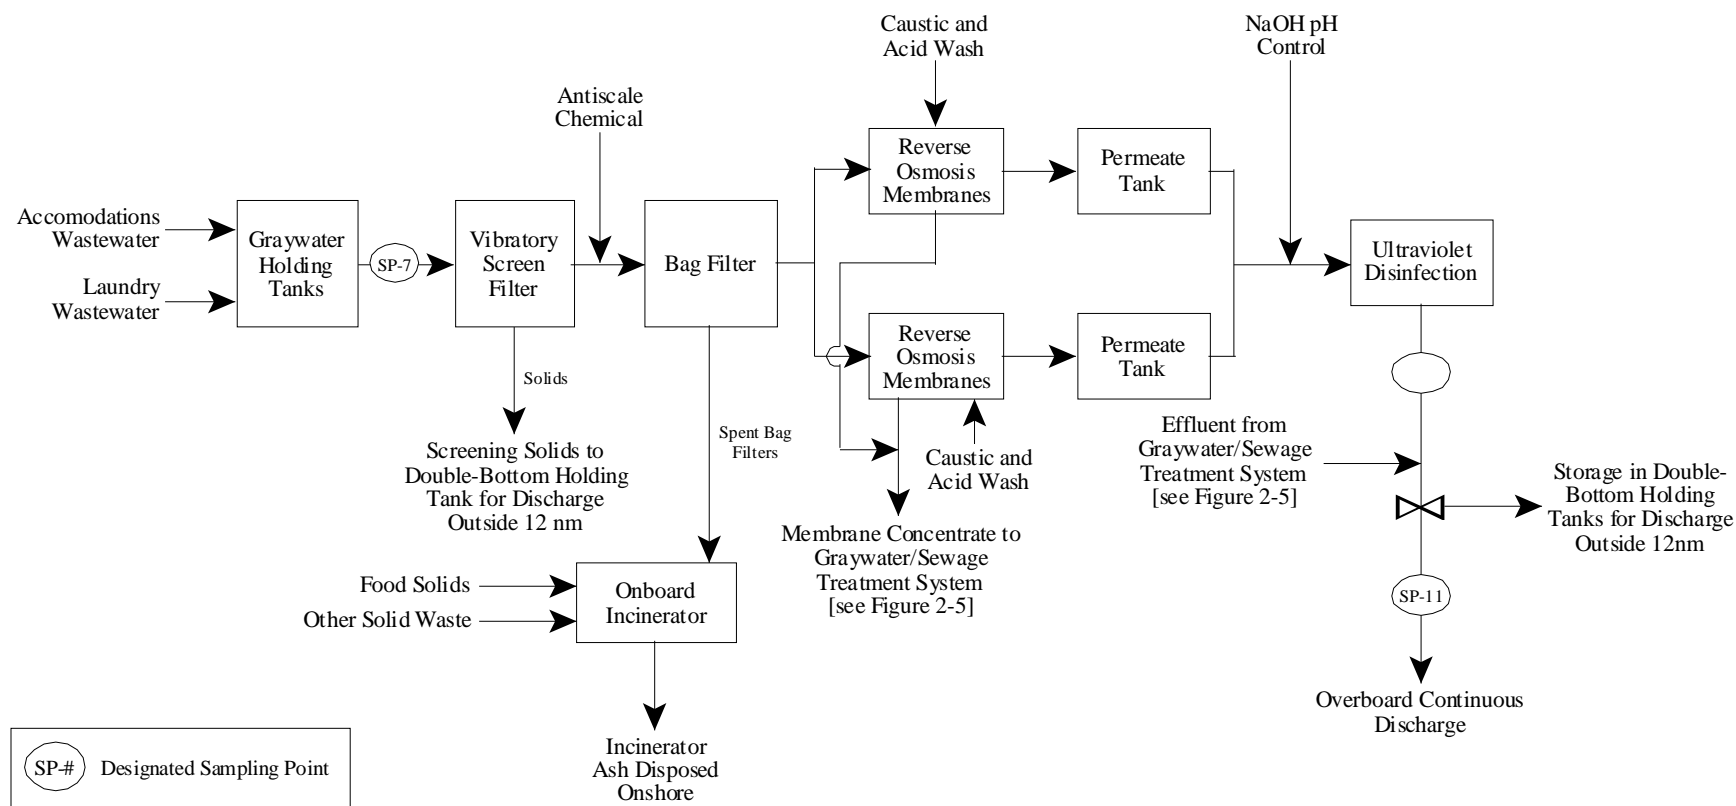 Caustic and
Acid Wash
NaOH pH
Control
Antiscale
Chemical
Reverse
Osmosis
Membranes
Permeate
Tank
Accomodations
Wastewater
Laundry
Wastewater
Graywater
Holding
Tanks
SP-7
Vibratory
Screen
Filter
Bag Filter
Ultraviolet
Disinfection
Reverse
Osmosis
Membranes
Permeate
Tank
Solids
Screening Solids to
Double-Bottom Holding
Tank for Discharge
Outside 12 nm
Spent Bag
Filters
Caustic and
Acid Wash
Membrane Concentrate to
Graywater/Sewage
Treatment System
[see Figure 2-5]
Effluent from
Graywater/Sewage
Treatment System
[see Figure 2-5]
Storage in Double-
Bottom Holding
Tanks for Discharge
Outside 12nm
Food Solids
Other Solid Waste
Onboard
Incinerator
SP-11
Overboard Continuous
Discharge
Incinerator
Ash Disposed
Onshore
SP-# Designated Sampling Point